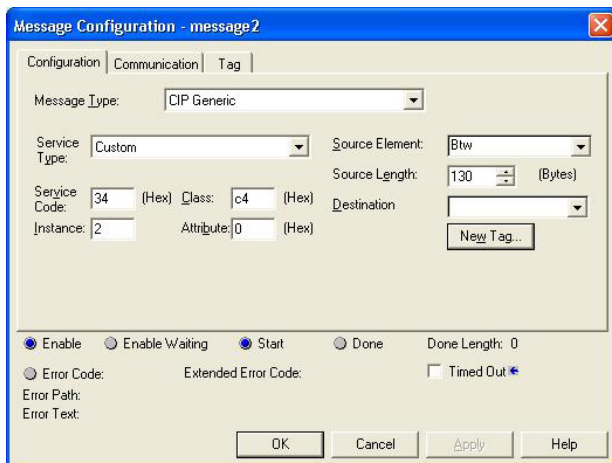 Message Configuration - message2
Configuration Communication Tag
Message Type: CIP Generic
Service Type: Custom
Source Element: Btw
Source Length: 130 (Bytes)
Service Code: 34 (Hex) Class: c4 (Hex)
Destination
Instance: 2 Attribute: 0 (Hex)
New Tag...
Enable Enable Waiting Start Done Done Length: 0
Error Code: Extended Error Code: Timed Out
Error Path:
Error Text:
OK Cancel Apply Help